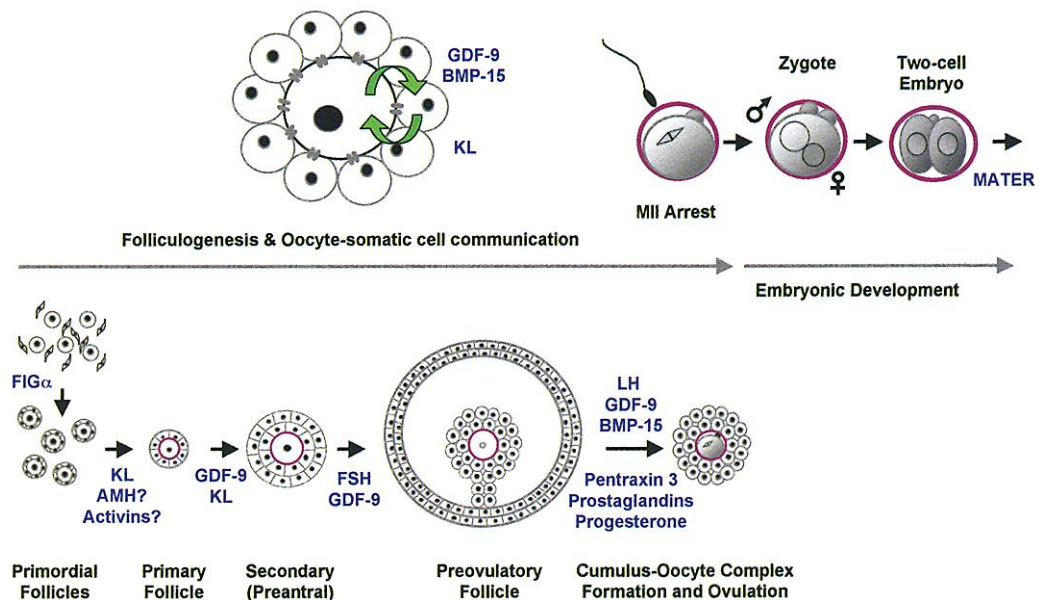 GDF-9
BMP-15
KL
Zygote
Two-cell
Embryo
♂
♀
MII Arrest
MATER
Folliculogenesis & Oocyte-somatic cell communication
Embryonic Development
FIGα
KL
AMH?
Activins?
GDF-9
KL
FSH
GDF-9
LH
GDF-9
BMP-15
Pentraxin 3
Prostaglandins
Progesterone
Primordial
Follicles
Primary
Follicle
Secondary
(Preantral)
Preovulatory
Follicle
Cumulus-Oocyte Complex
Formation and Ovulation